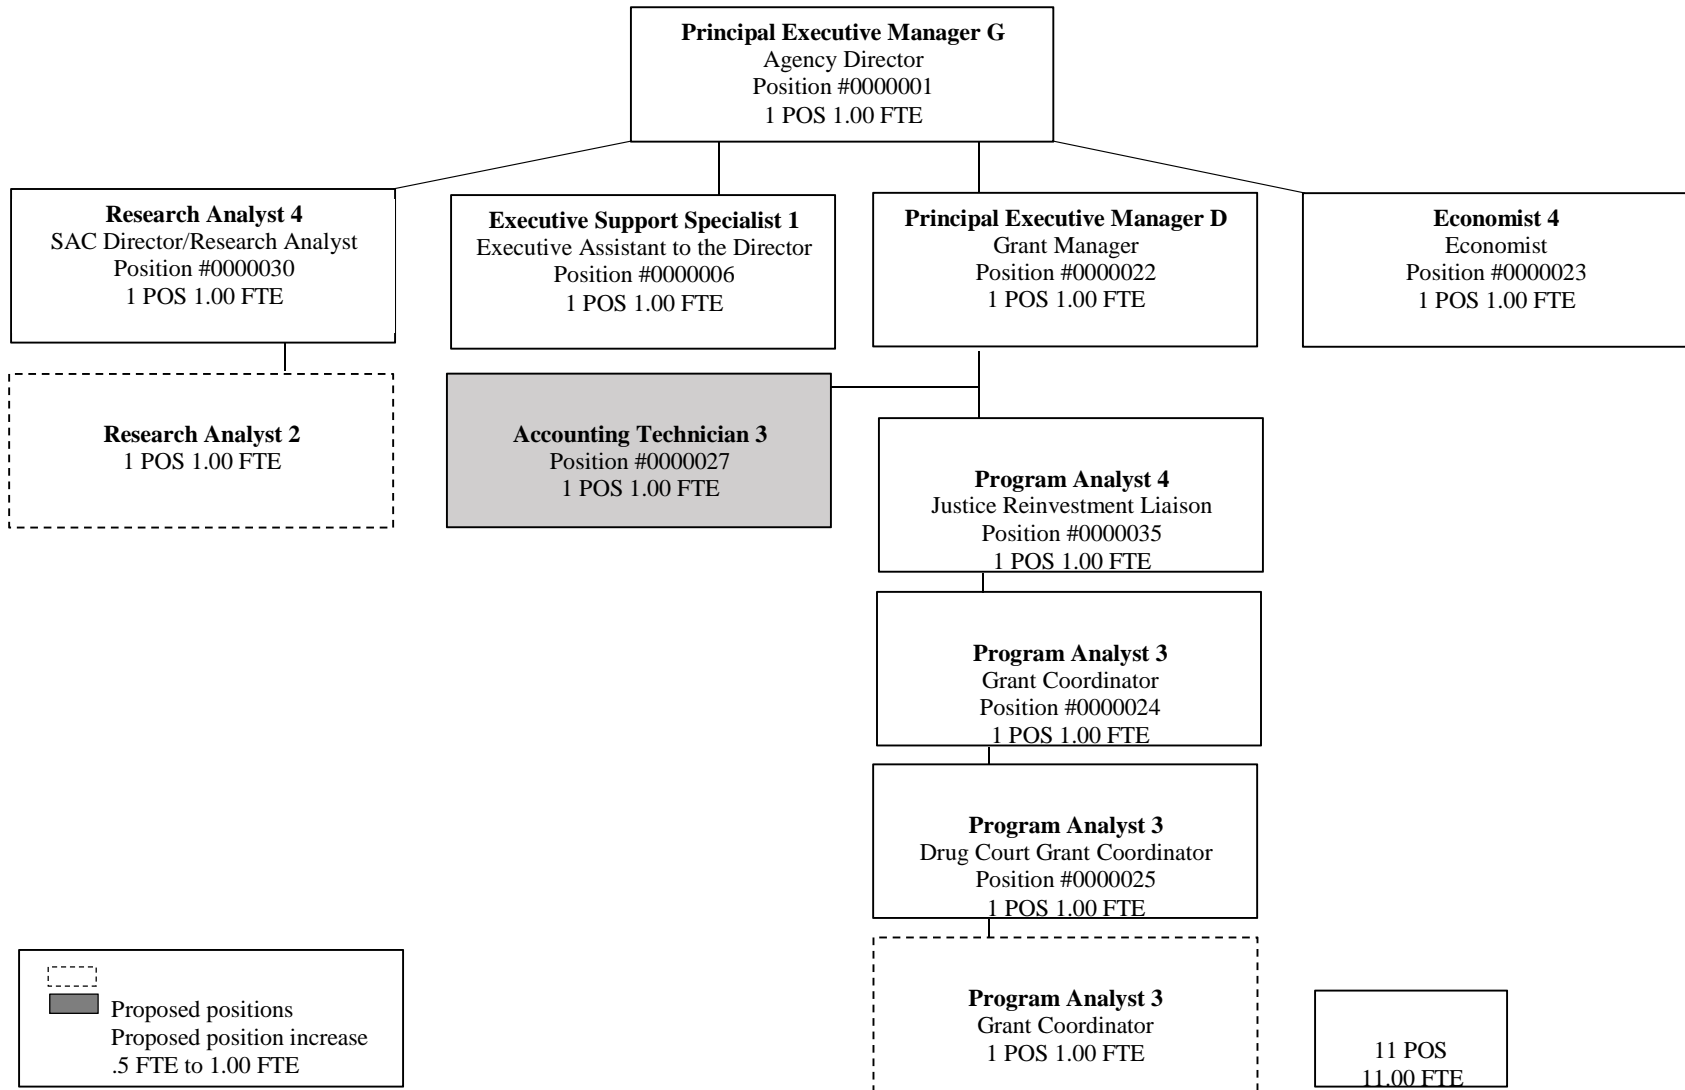 Principal Executive Manager G
Agency Director
Position #0000001
1 POS 1.00 FTE
Research Analyst 4
SAC Director/Research Analyst
Position #0000030
1 POS 1.00 FTE
Executive Support Specialist 1
Executive Assistant to the Director
Position #0000006
1 POS 1.00 FTE
Principal Executive Manager D
Grant Manager
Position #0000022
1 POS 1.00 FTE
Economist 4
Economist
Position #0000023
1 POS 1.00 FTE
Research Analyst 2
1 POS 1.00 FTE
Accounting Technician 3
Position #0000027
1 POS 1.00 FTE
Program Analyst 4
Justice Reinvestment Liaison
Position #0000035
1 POS 1.00 FTE
Program Analyst 3
Grant Coordinator
Position #0000024
1 POS 1.00 FTE
Program Analyst 3
Drug Court Grant Coordinator
Position #0000025
1 POS 1.00 FTE
Program Analyst 3
Grant Coordinator
1 POS 1.00 FTE
Proposed positions
Proposed position increase
.5 FTE to 1.00 FTE
11 POS
11.00 FTE